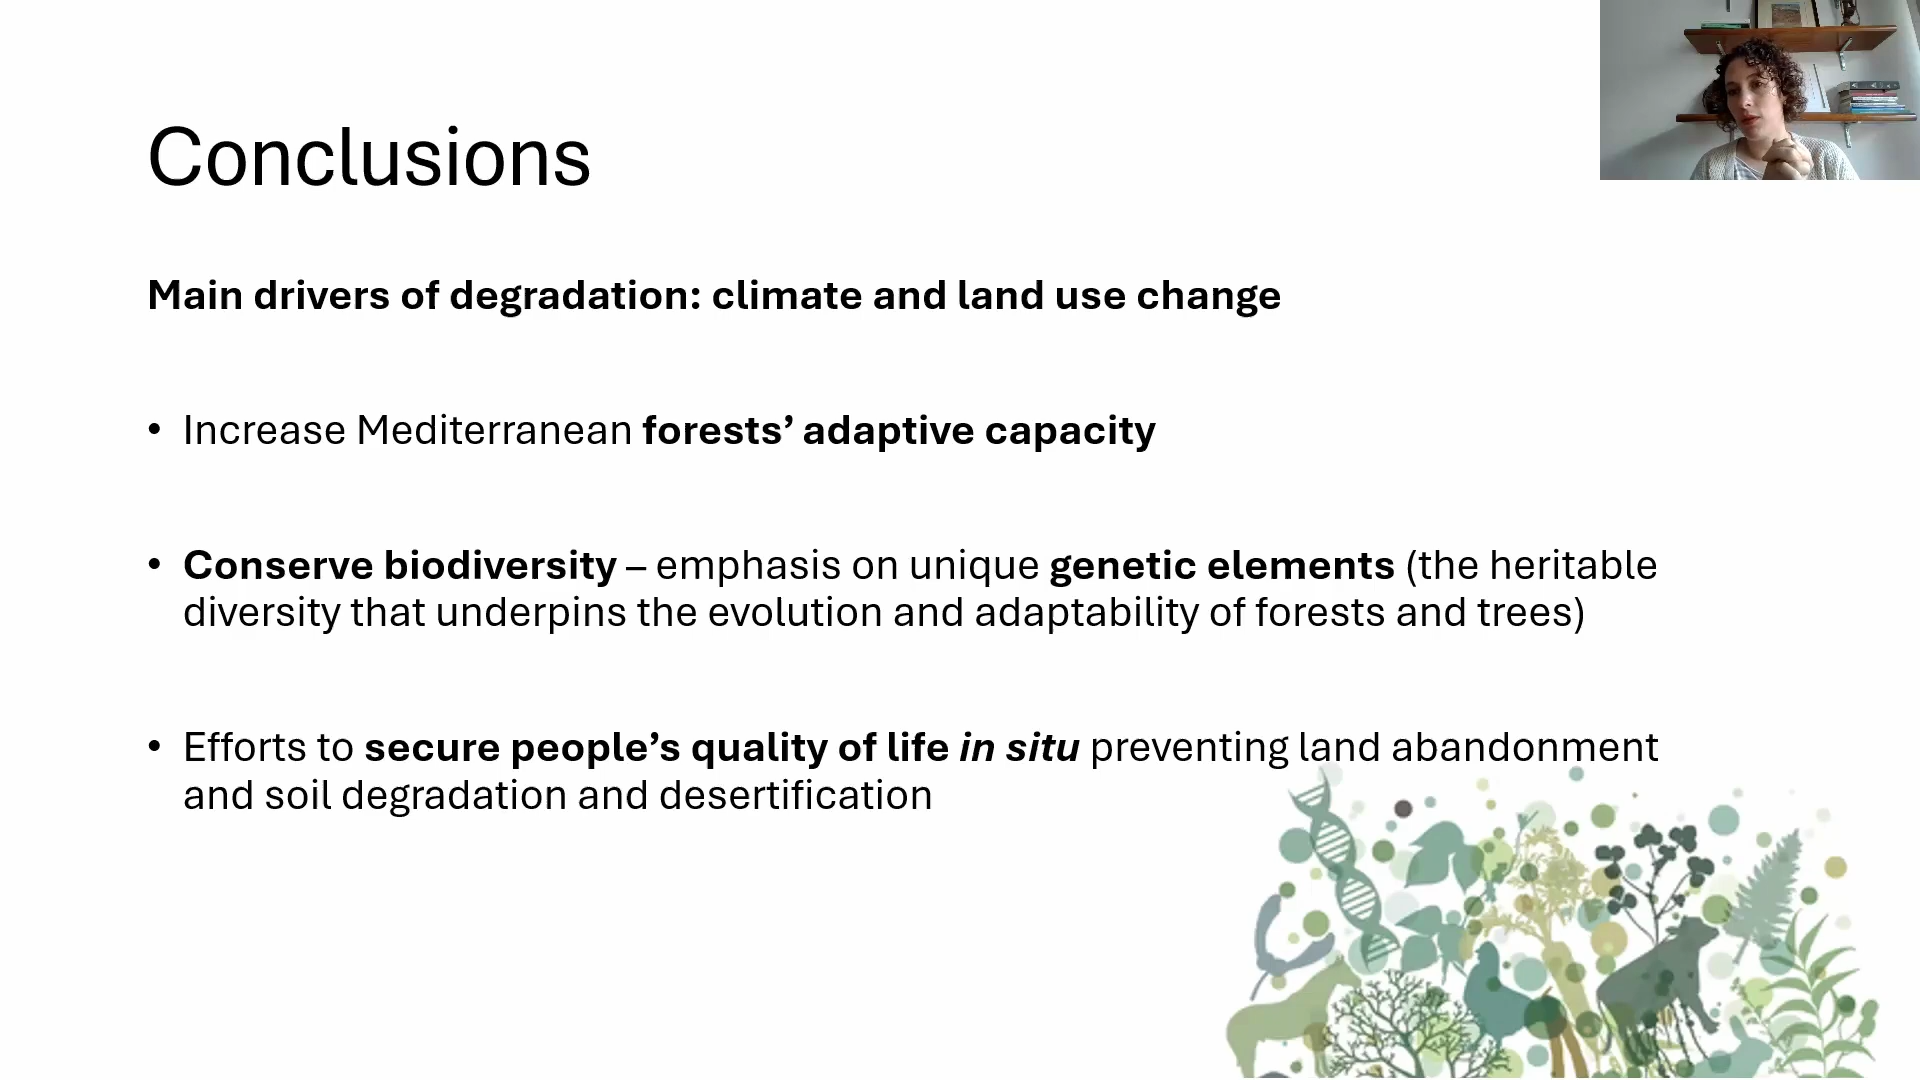 Conclusions
Main drivers of degradation: climate and land use change
• Increase Mediterranean forests’ adaptive capacity
• Conserve biodiversity – emphasis on unique genetic elements (the heritable
diversity that underpins the evolution and adaptability of forests and trees)
• Efforts to secure people’s quality of life in situ preventing land abandonment
and soil degradation and desertification